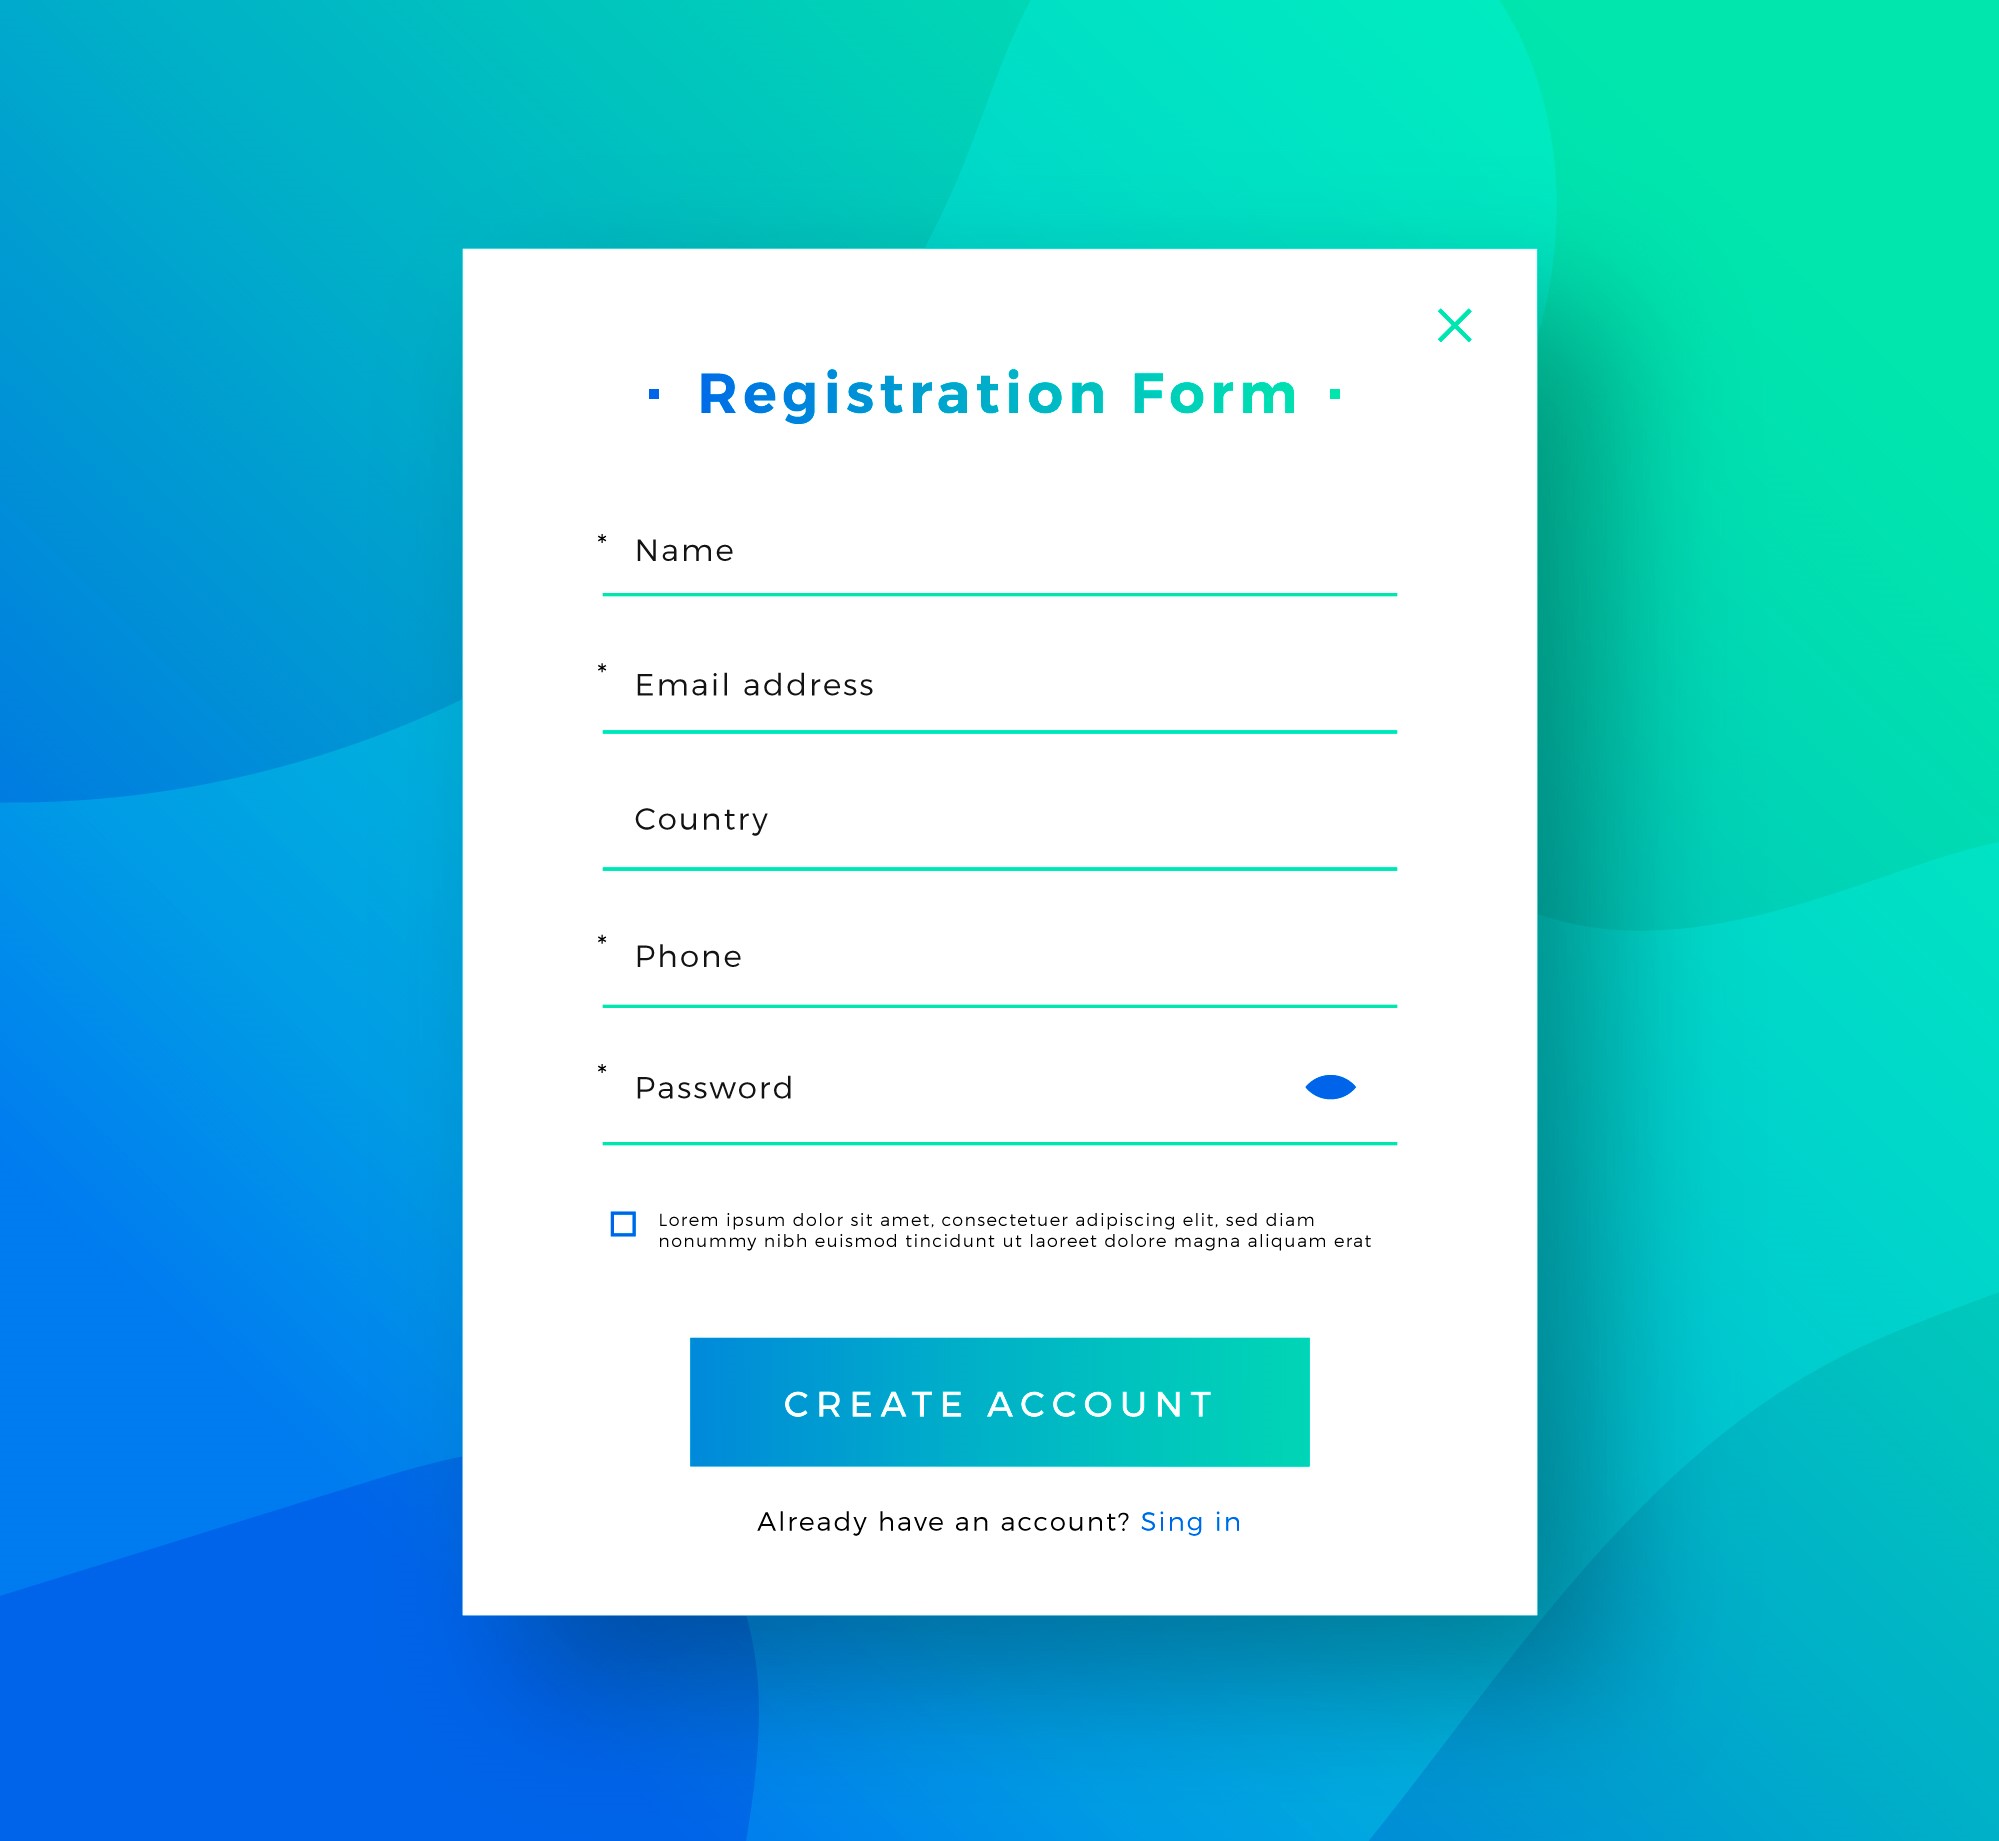 Registration Form
* Name
* Email address
Country
* Phone
* Password
Lorem ipsum dolor sit amet, consectetuer adipiscing elit, sed diam
nonummy nibh euismod tincidunt ut laoreet dolore magna aliquam erat
CREATE ACCOUNT
Already have an account? Sing in